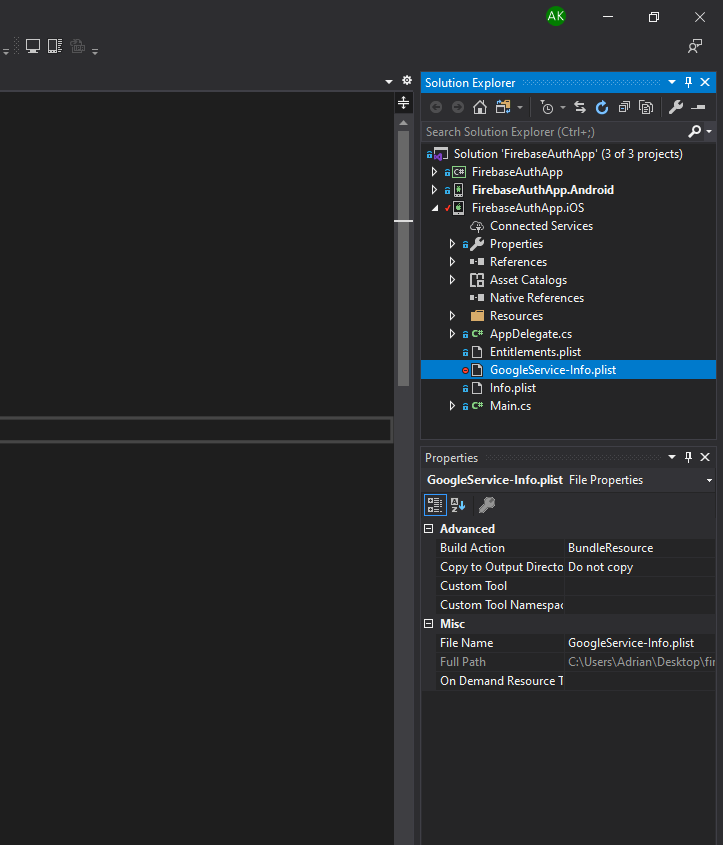 AK
Solution Explorer
Search Solution Explorer (Ctrl+;)
Solution 'FirebaseAuthApp' (3 of 3 projects)
C# FirebaseAuthApp
FirebaseAuthApp.Android
FirebaseAuthApp.iOS
Connected Services
Properties
References
Asset Catalogs
Native References
Resources
C# AppDelegate.cs
Entitlements.plist
GoogleService-Info.plist
Info.plist
C# Main.cs
Properties
GoogleService-Info.plist File Properties
Advanced
Build Action BundleResource
Copy to Output Directo Do not copy
Custom Tool
Custom Tool Namespac
Misc
File Name GoogleService-Info.plist
Full Path C:\Users\Adrian\Desktop\fir
On Demand Resource T